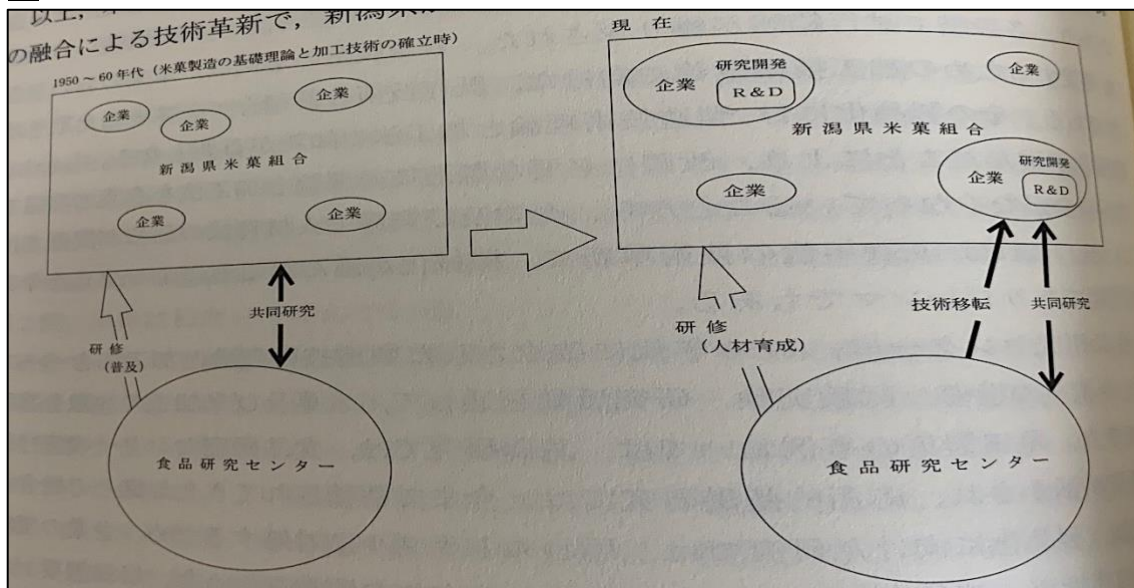 以上，
の融合による技術革新で，新潟県
1950～60年代（米菓製造の基礎理論と加工技術の確立時）
企業
企業
企業
新潟県米菓組合
企業
企業
共同研究
研修
（普及）
食品研究センター
現在
研究開発
企業
R＆D
企業
新潟県米菓組合
研究開発
企業
R＆D
企業
技術移転
共同研究
研修
（人材育成）
食品研究センター